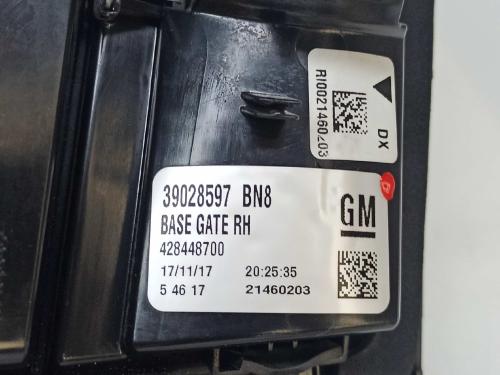 RI0021460203
DX
39028597 BN8
BASE GATE RH
428448700
17/11/17 20:25:35
5 46 17 21460203
GM